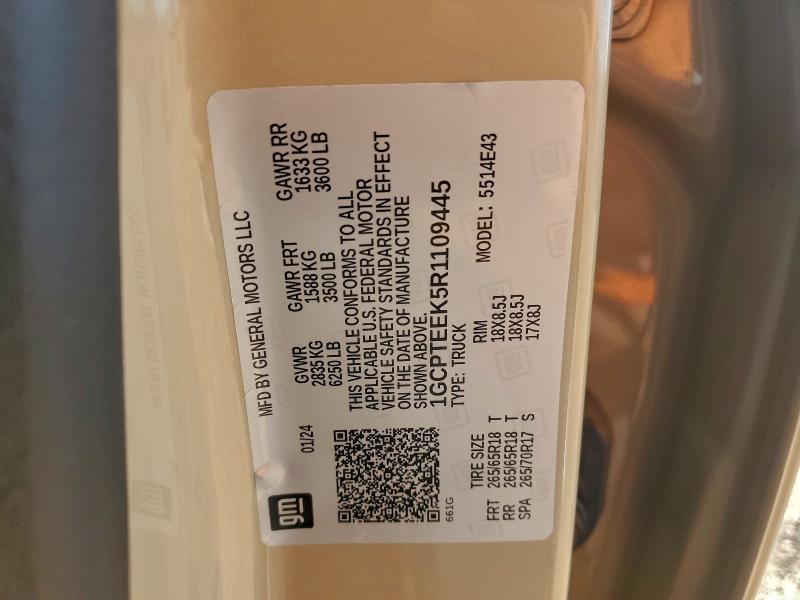 MFD BY GENERAL MOTORS LLC
gm
01/24
GVWR GAWR FRT GAWR RR
2835 KG 1588 KG 1633 KG
6250 LB 3500 LB 3600 LB
THIS VEHICLE CONFORMS TO ALL
APPLICABLE U.S. FEDERAL MOTOR
VEHICLE SAFETY STANDARDS IN EFFECT
ON THE DATE OF MANUFACTURE
SHOWN ABOVE.
1GCPTEEK5R1109445
661G
TYPE: TRUCK MODEL: 5514E43
TIRE SIZE RIM
FRT 265/65R18 T 18X8.5J
RR 265/65R18 T 18X8.5J
SPA 265/70R17 S 17X8J